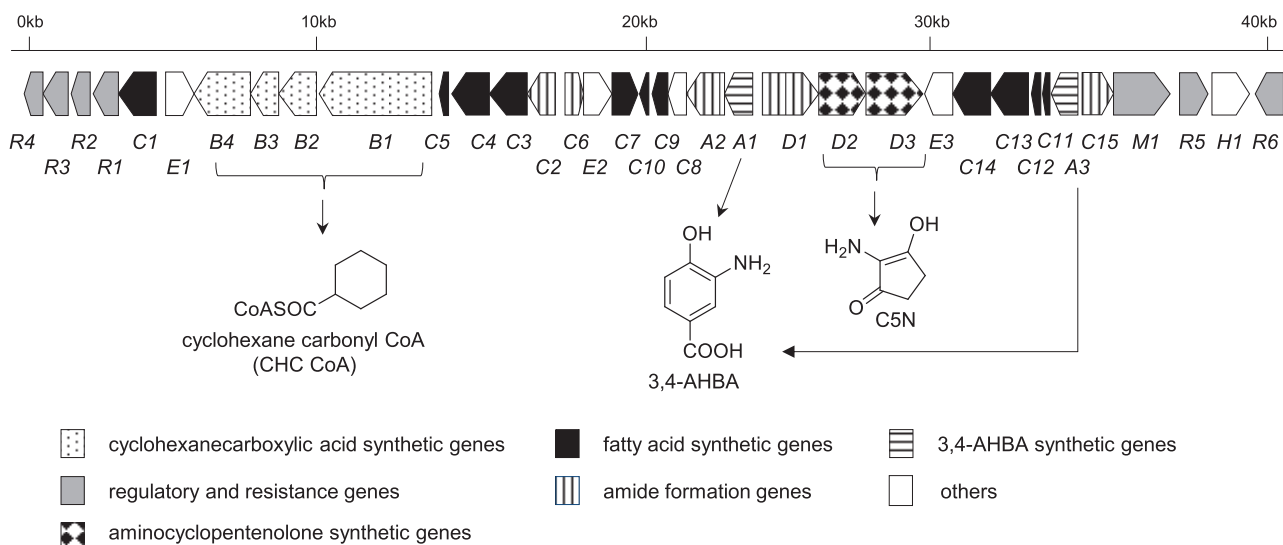 0kb 10kb 20kb 30kb 40kb
R4 R2 C1 B4 B3 B2 B1 C5 C4 C3 C6 C7 C9 A2 A1 D1 D2 D3 E3 C13 C11 C15 M1 R5 H1 R6
R3 R1 E1 C2 E2 C10 C8 C14 C12 A3
OH
NH2
COOH
3,4-AHBA
OH
H2N
O
C5N
CoASOC
cyclohexane carbonyl CoA
(CHC CoA)
cyclohexanecarboxylic acid synthetic genes
fatty acid synthetic genes
3,4-AHBA synthetic genes
regulatory and resistance genes
amide formation genes
others
aminocyclopentenolone synthetic genes